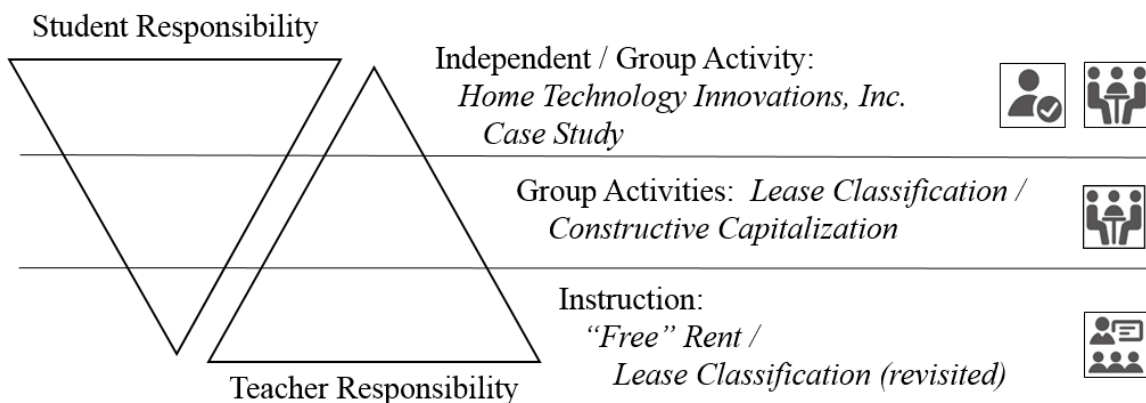 Student Responsibility
Independent / Group Activity:
Home Technology Innovations, Inc.
Case Study
Group Activities: Lease Classification /
Constructive Capitalization
Instruction:
“Free” Rent /
Lease Classification (revisited)
Teacher Responsibility